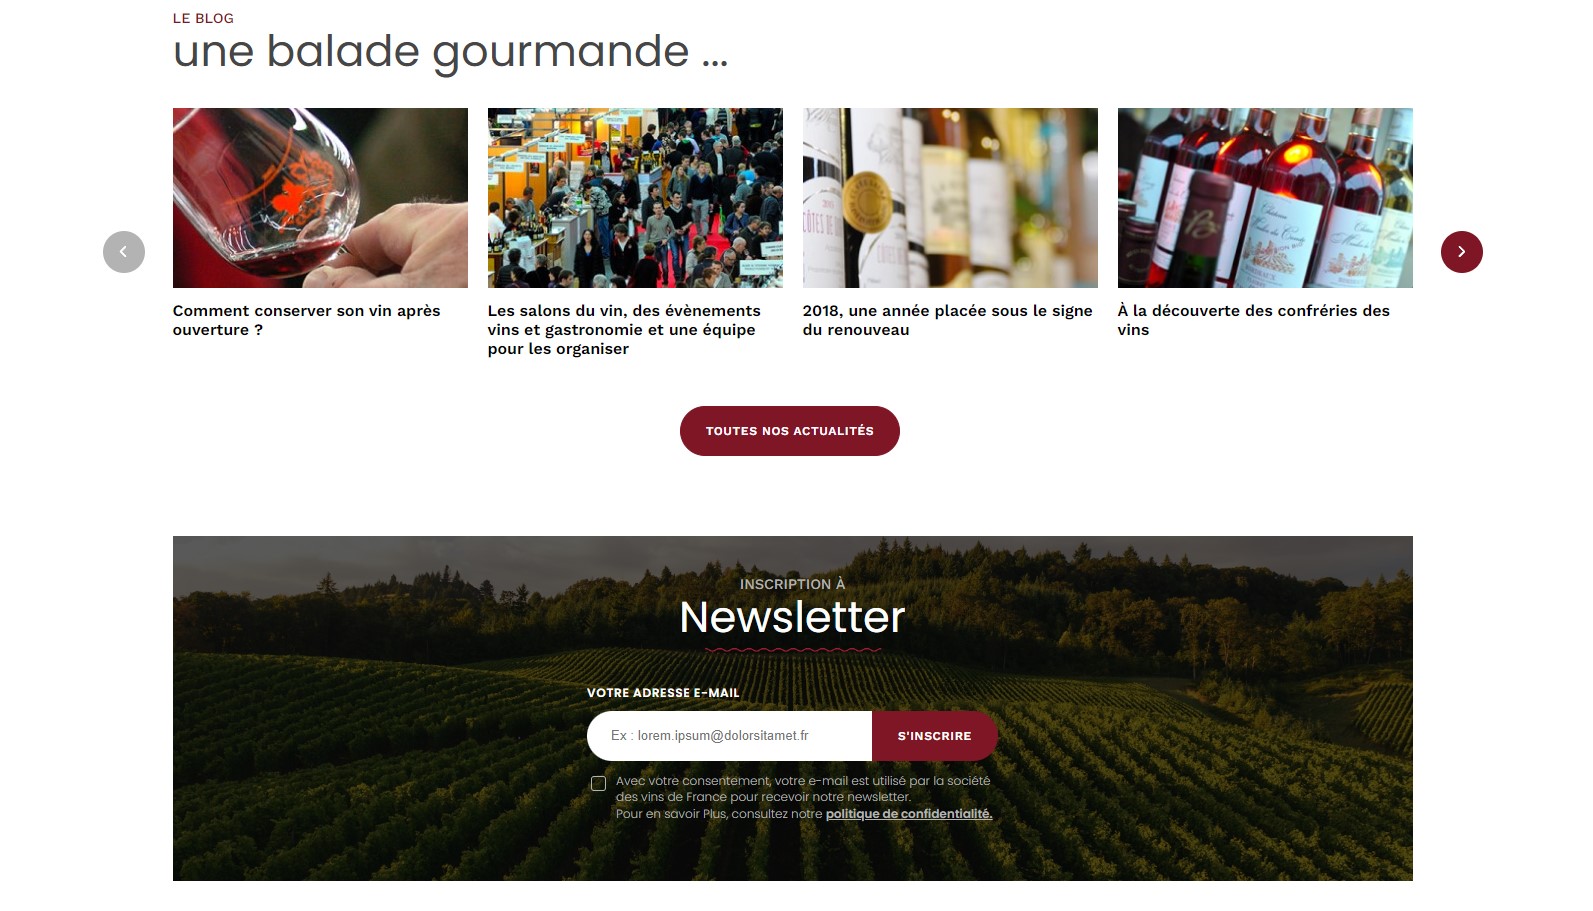 LE BLOG
une balade gourmande ...
Comment conserver son vin après
ouverture ?
Les salons du vin, des évènements
vins et gastronomie et une équipe
pour les organiser
2018, une année placée sous le signe
du renouveau
À la découverte des confréries des
vins
TOUTES NOS ACTUALITÉS
INSCRIPTION À
Newsletter
VOTRE ADRESSE E-MAIL
Ex : lorem.ipsum@dolorsitamet.fr
S'INSCRIRE
Avec votre consentement, votre e-mail est utilisé par la société
des vins de France pour recevoir notre newsletter.
Pour en savoir Plus, consultez notre politique de confidentialité.